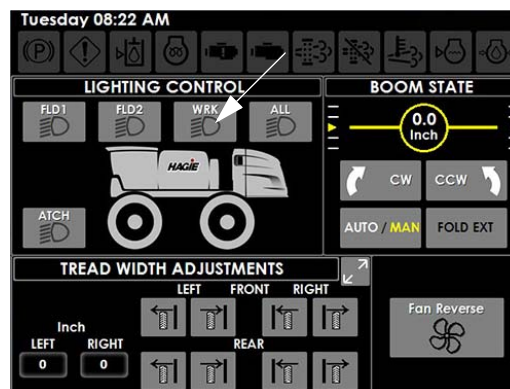 Tuesday 08:22 AM
LIGHTING CONTROL
FLD1 FLD2 WRK ALL
HAGIE
ATCH
BOOM STATE
0.0
Inch
CW CCW
AUTO / MAN FOLD EXT
TREAD WIDTH ADJUSTMENTS
LEFT FRONT RIGHT
Inch
LEFT RIGHT
REAR
0 0
Fan Reverse